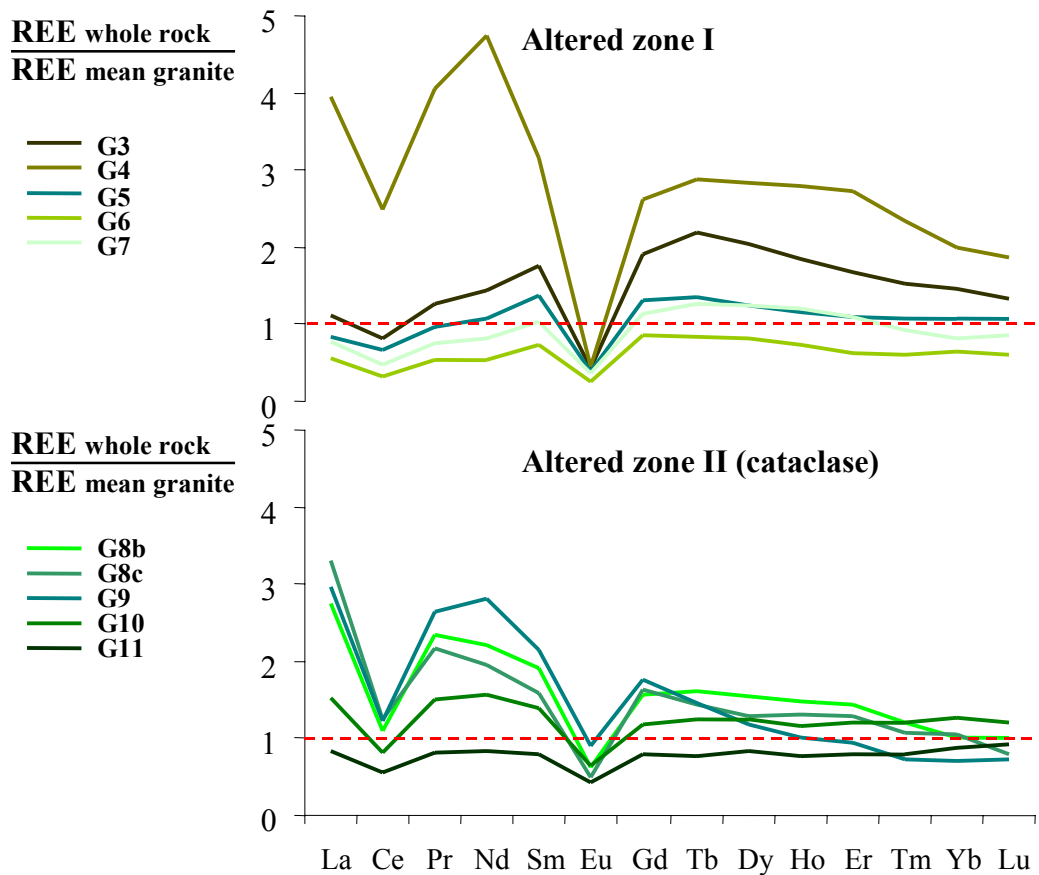 REE whole rock
REE mean granite
Altered zone I
5
4
3
2
1
0
G3
G4
G5
G6
G7
REE whole rock
REE mean granite
Altered zone II (cataclase)
5
4
3
2
1
0
G8b
G8c
G9
G10
G11
La Ce Pr Nd Sm Eu Gd Tb Dy Ho Er Tm Yb Lu